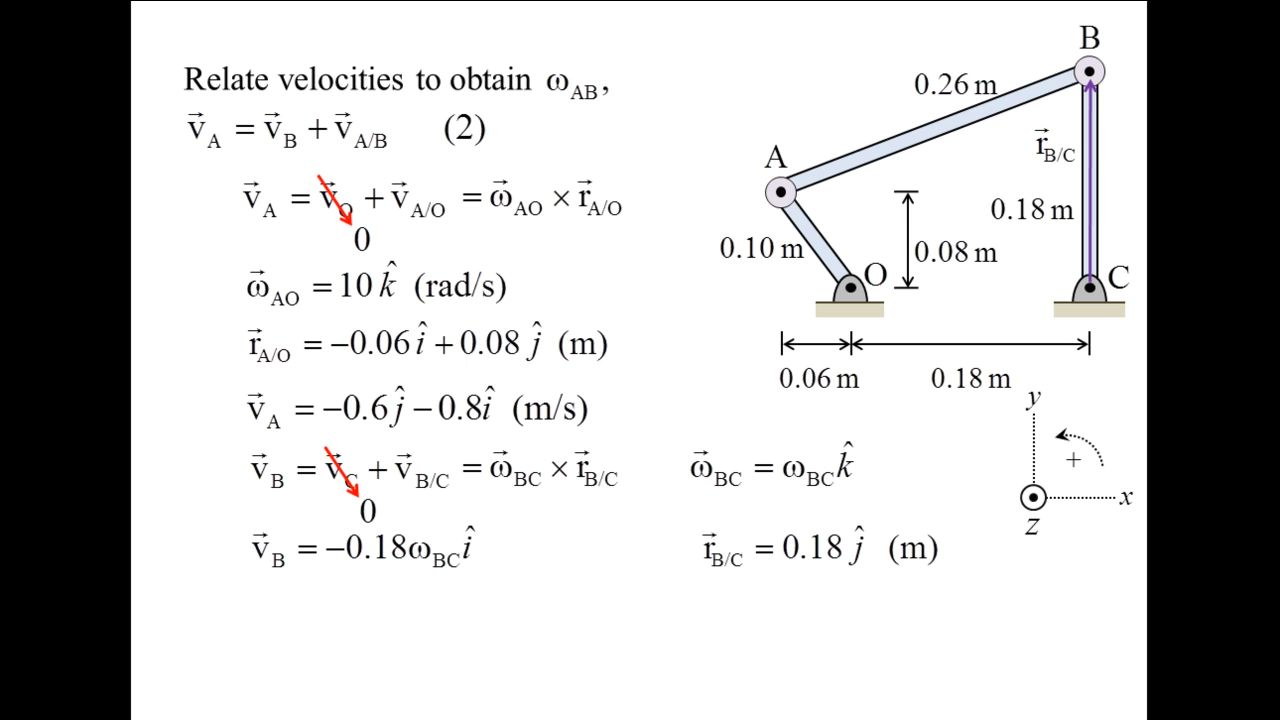 Relate velocities to obtain ω_AB,
v⃗_A = v⃗_B + v⃗_A/B (2)
v⃗_A = v⃗_O + v⃗_A/O = ω⃗_AO × r⃗_A/O
0
ω⃗_AO = 10 k̂ (rad/s)
r⃗_A/O = −0.06 î + 0.08 ĵ (m)
v⃗_A = −0.6 ĵ − 0.8 î (m/s)
v⃗_B = v⃗_C + v⃗_B/C = ω⃗_BC × r⃗_B/C
0
ω⃗_BC = ω_BC k̂
v⃗_B = −0.18ω_BC î
r⃗_B/C = 0.18 ĵ (m)
B
0.26 m
r⃗_B/C
A
0.18 m
0.10 m
0.08 m
O
C
0.06 m
0.18 m
y
+
x
z